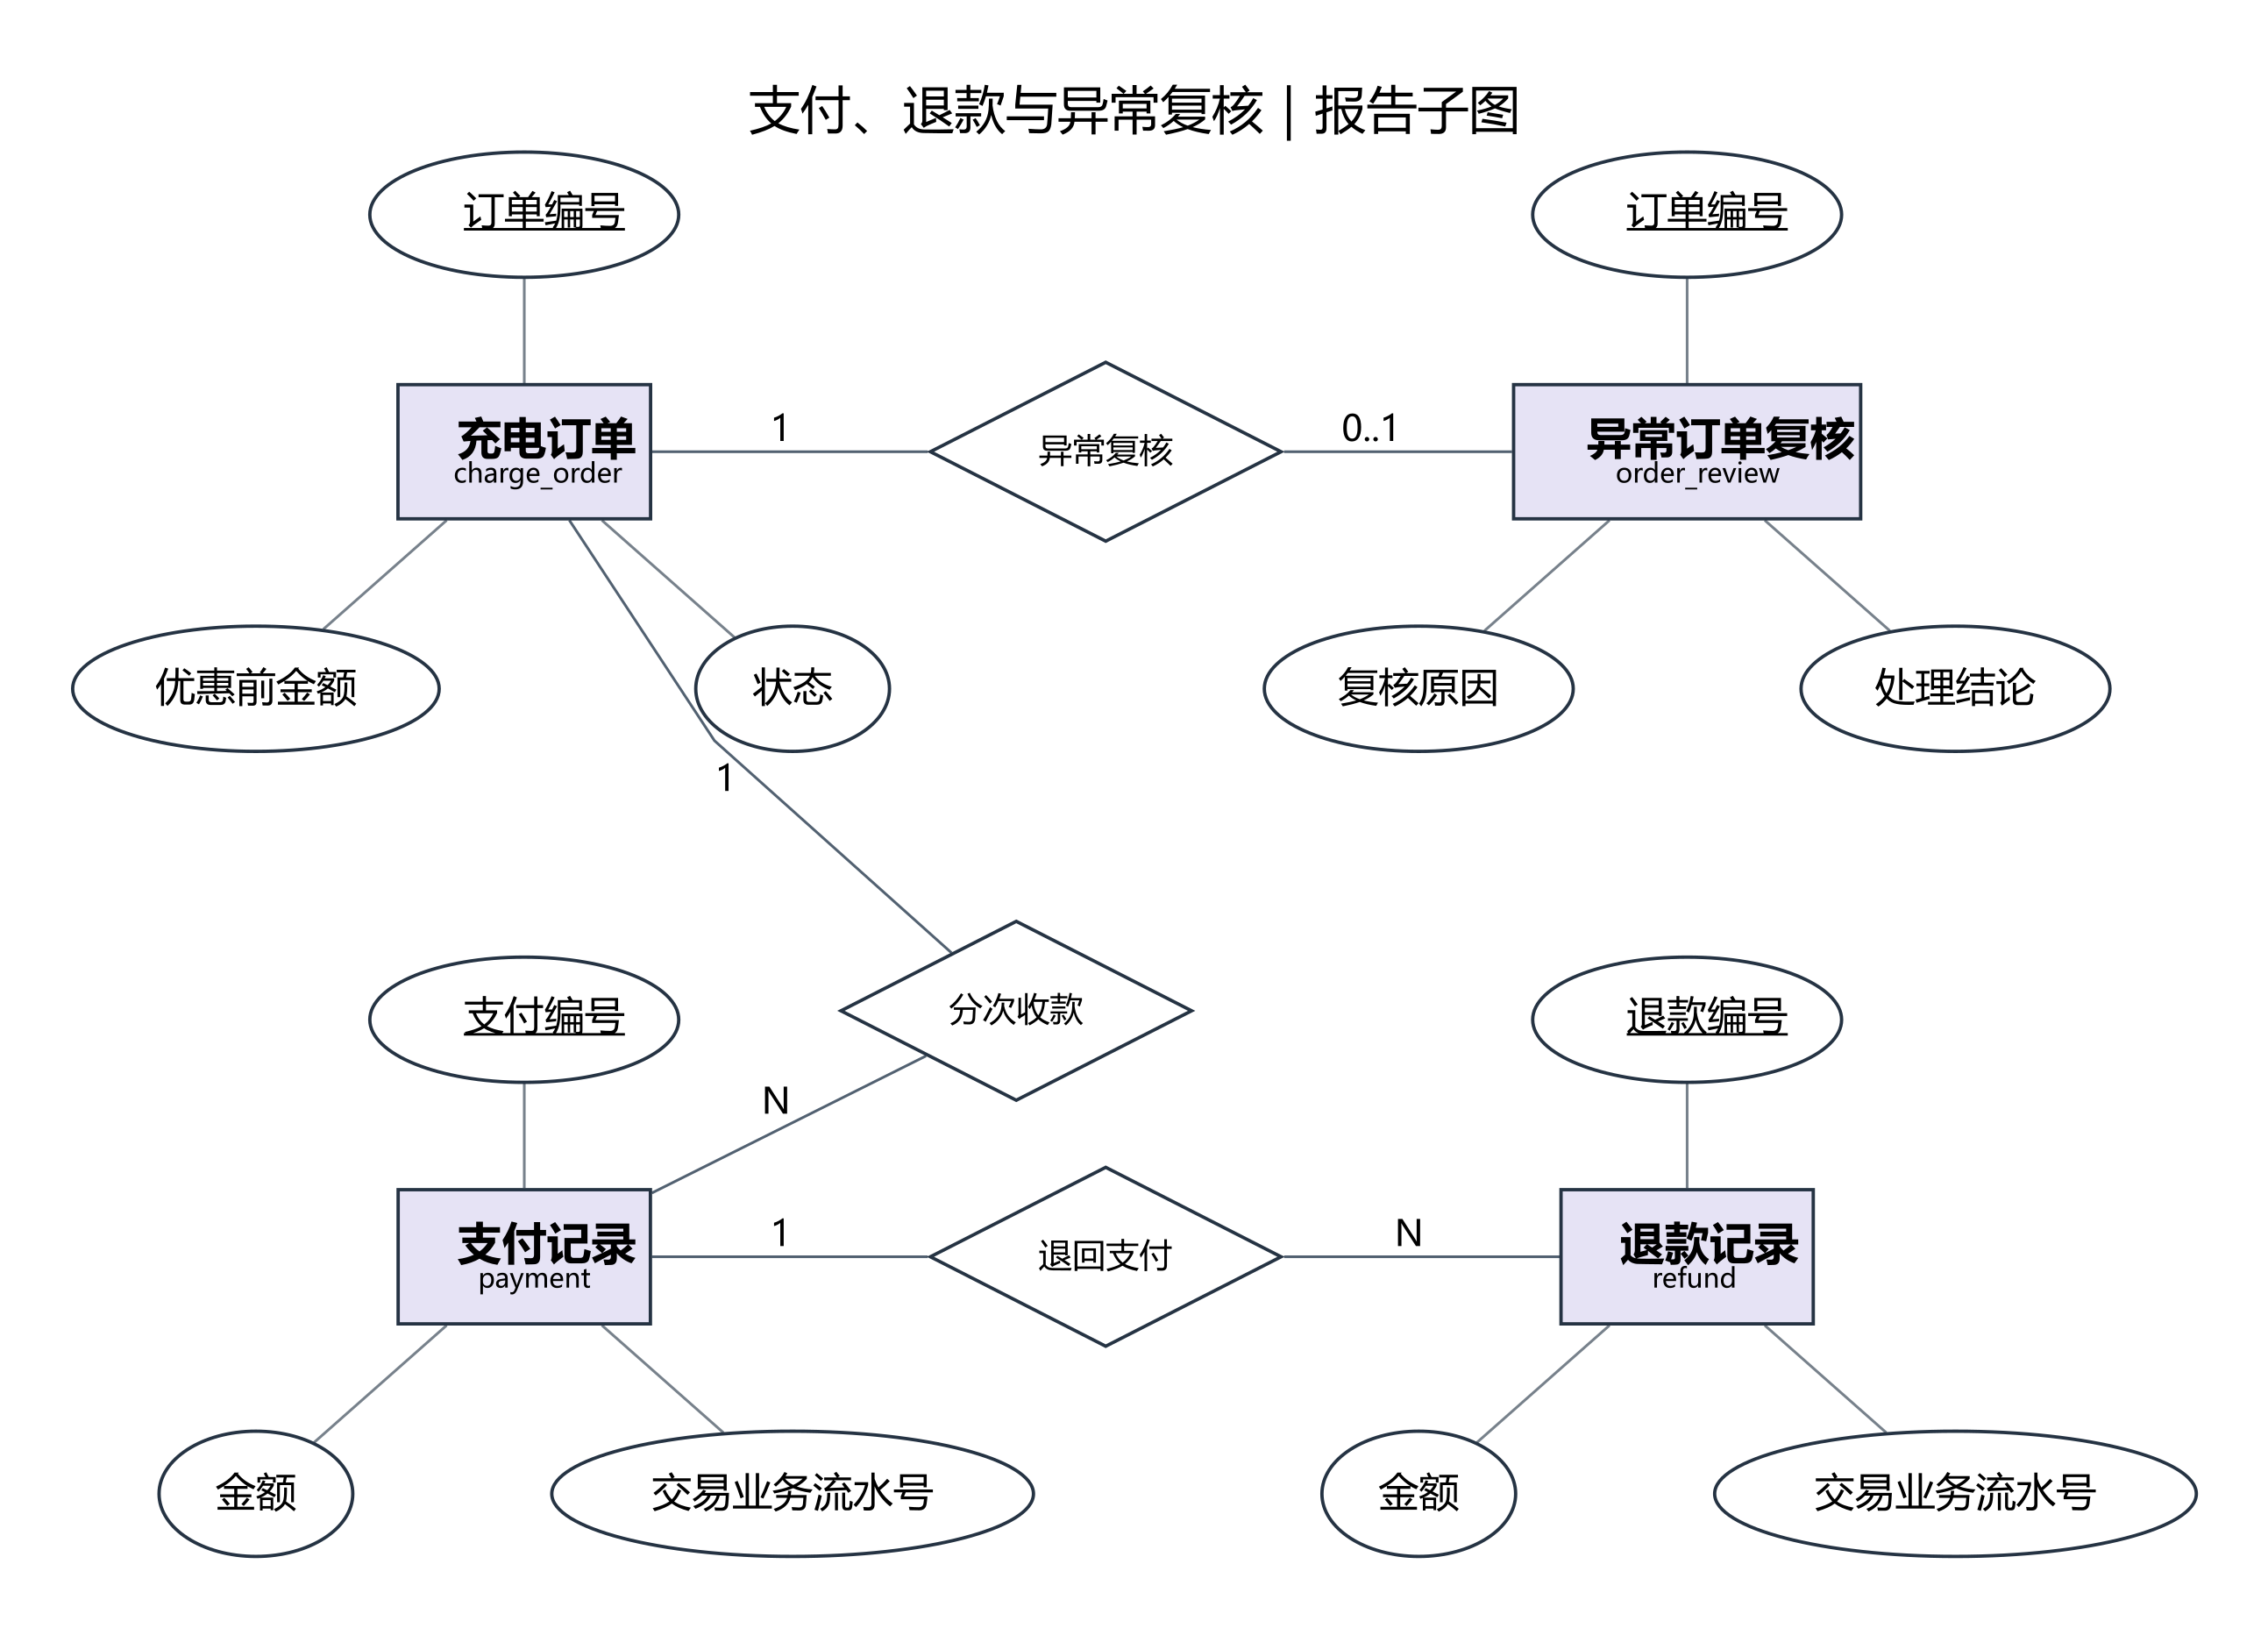 支付、退款与异常复核 | 报告子图
订单编号
订单编号
充电订单
charge_order
1
异常复核
0..1
异常订单复核
order_review
优惠前金额
状态
复核原因
处理结论
1
支付编号
分次收款
退款编号
N
支付记录
payment
1
退回支付
N
退款记录
refund
金额
交易业务流水号
金额
交易业务流水号